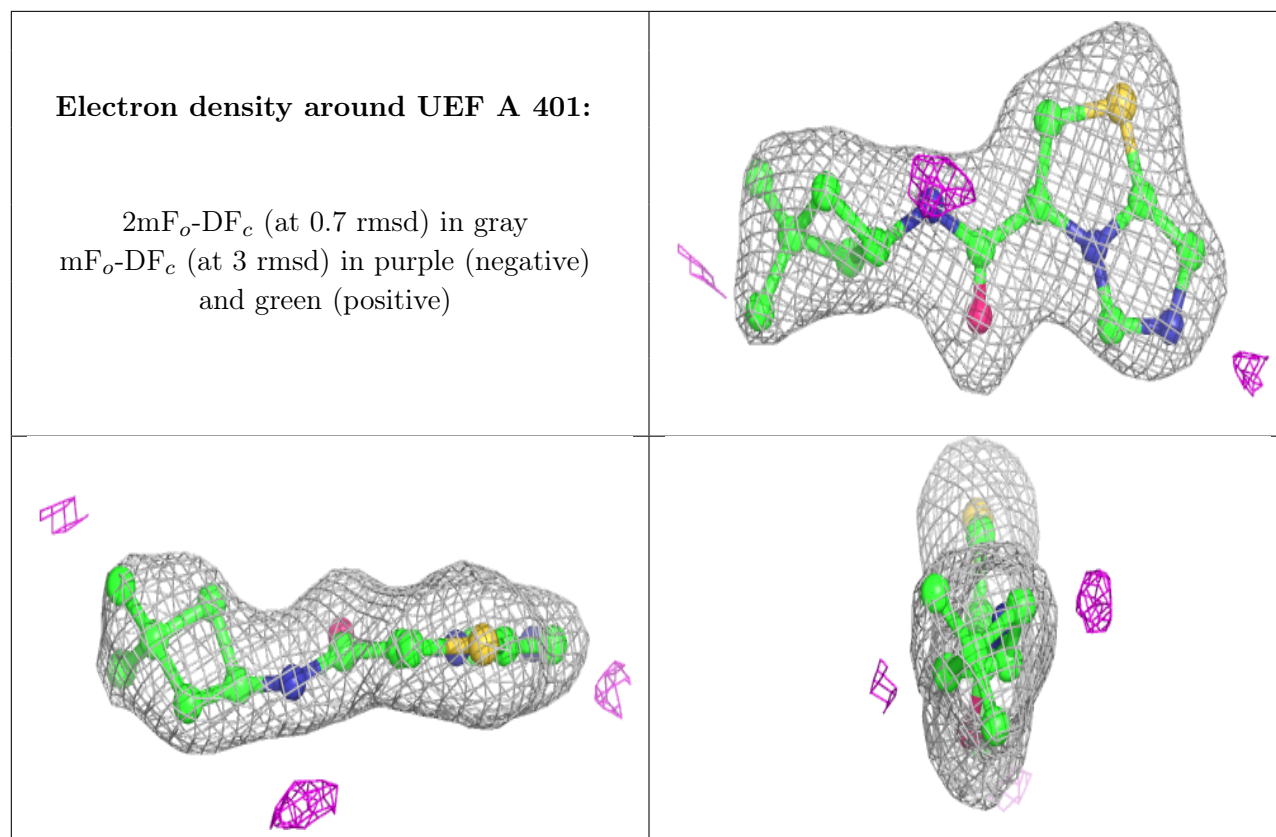 Electron density around UEF A 401:
2mFₒ-DF𝒸 (at 0.7 rmsd) in gray
mFₒ-DF𝒸 (at 3 rmsd) in purple (negative)
and green (positive)